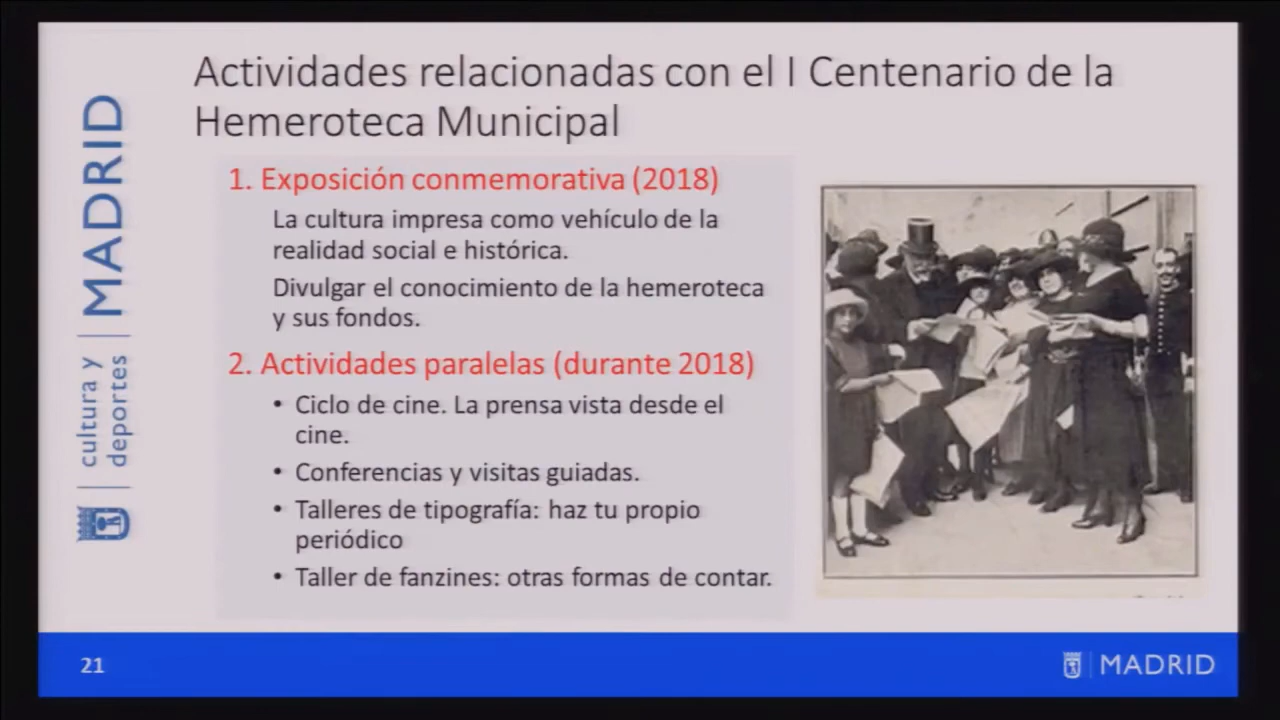 Actividades relacionadas con el I Centenario de la
Hemeroteca Municipal
cultura y
deportes
MADRID
1. Exposición conmemorativa (2018)
La cultura impresa como vehículo de la
realidad social e histórica.
Divulgar el conocimiento de la hemeroteca
y sus fondos.
2. Actividades paralelas (durante 2018)
• Ciclo de cine. La prensa vista desde el
cine.
• Conferencias y visitas guiadas.
• Talleres de tipografía: haz tu propio
periódico
• Taller de fanzines: otras formas de contar.
21
MADRID